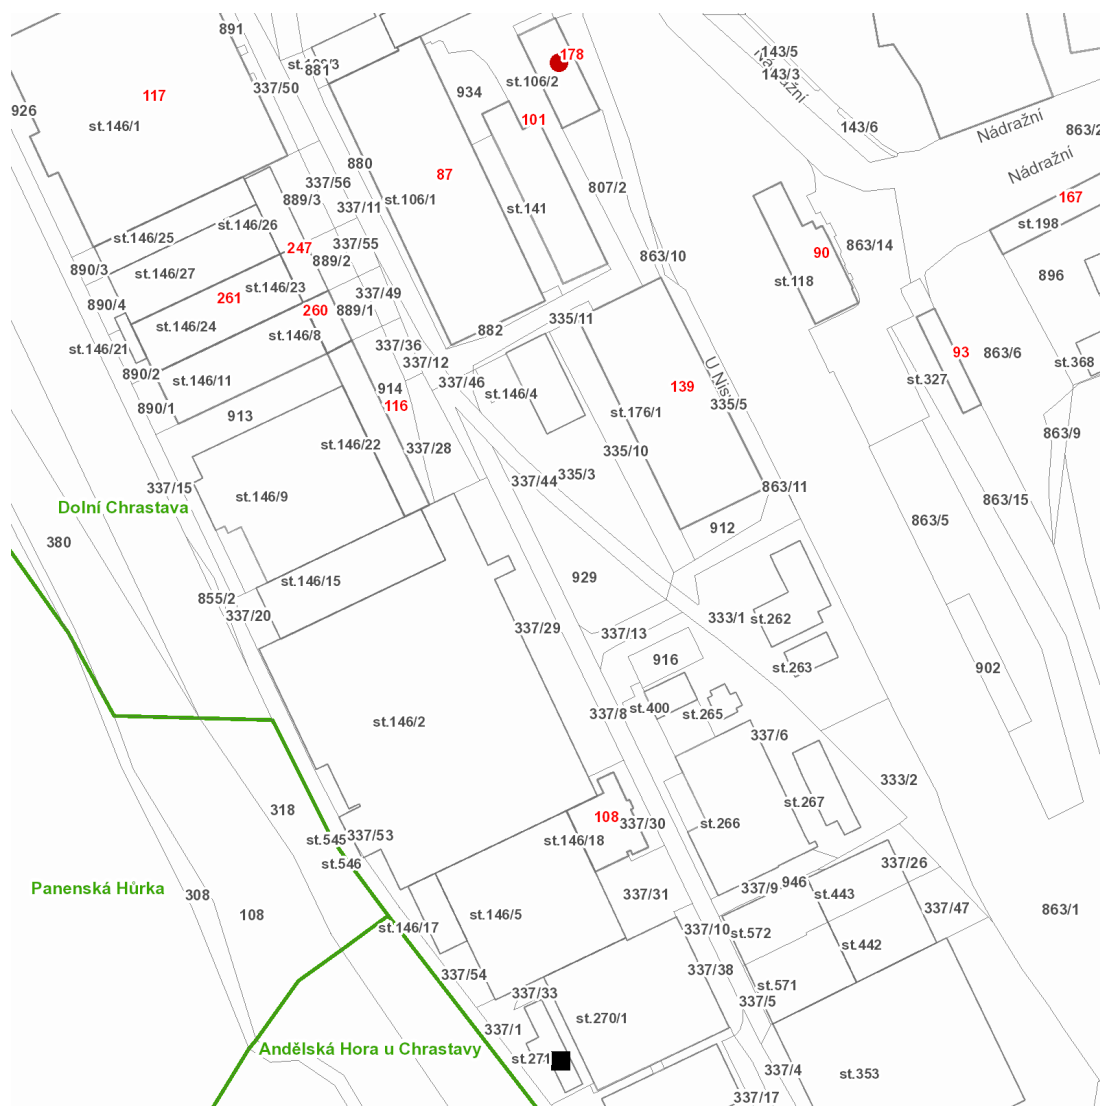 891
st.106/3
881
337/50
178
st.106/2
143/5
143/3
Nádražní
117
934
926
st.146/1
101
143/6
Nádražní
863/2
880
337/56
87
Nádražní
889/3
337/11
st.106/1
807/2
st.141
167
st.146/25
st.146/26
247
337/55
889/2
90
863/14
st.198
863/10
890/3
st.146/27
st.146/23
118
st.118
896
261
337/49
890/4
260
889/1
335/11
st.146/24
st.146/8
882
st.146/21
337/36
337/12
93
863/6
890/2
st.146/11
914
337/46
st.146/4
139
U Nisy
st.327
st.368
890/1
913
116
st.176/1
335/5
st.146/22
337/28
335/10
863/9
337/15
337/44
335/3
863/11
863/15
st.146/9
Dolní Chrastava
912
863/5
380
st.146/15
929
855/2
337/20
337/29
333/1
st.262
337/13
916
st.263
902
337/8
st.400
st.265
st.146/2
337/6
333/2
318
st.267
108
337/30
st.266
st.545
337/53
st.146/18
st.546
337/26
Panenská Hůrka
308
337/31
337/9
946
st.443
108
st.146/5
337/47
863/1
st.146/17
337/10
st.572
st.442
337/54
337/38
337/33
st.571
337/5
337/1
st.270/1
Andělská Hora u Chrastavy
st.271
337/4
st.353
337/17